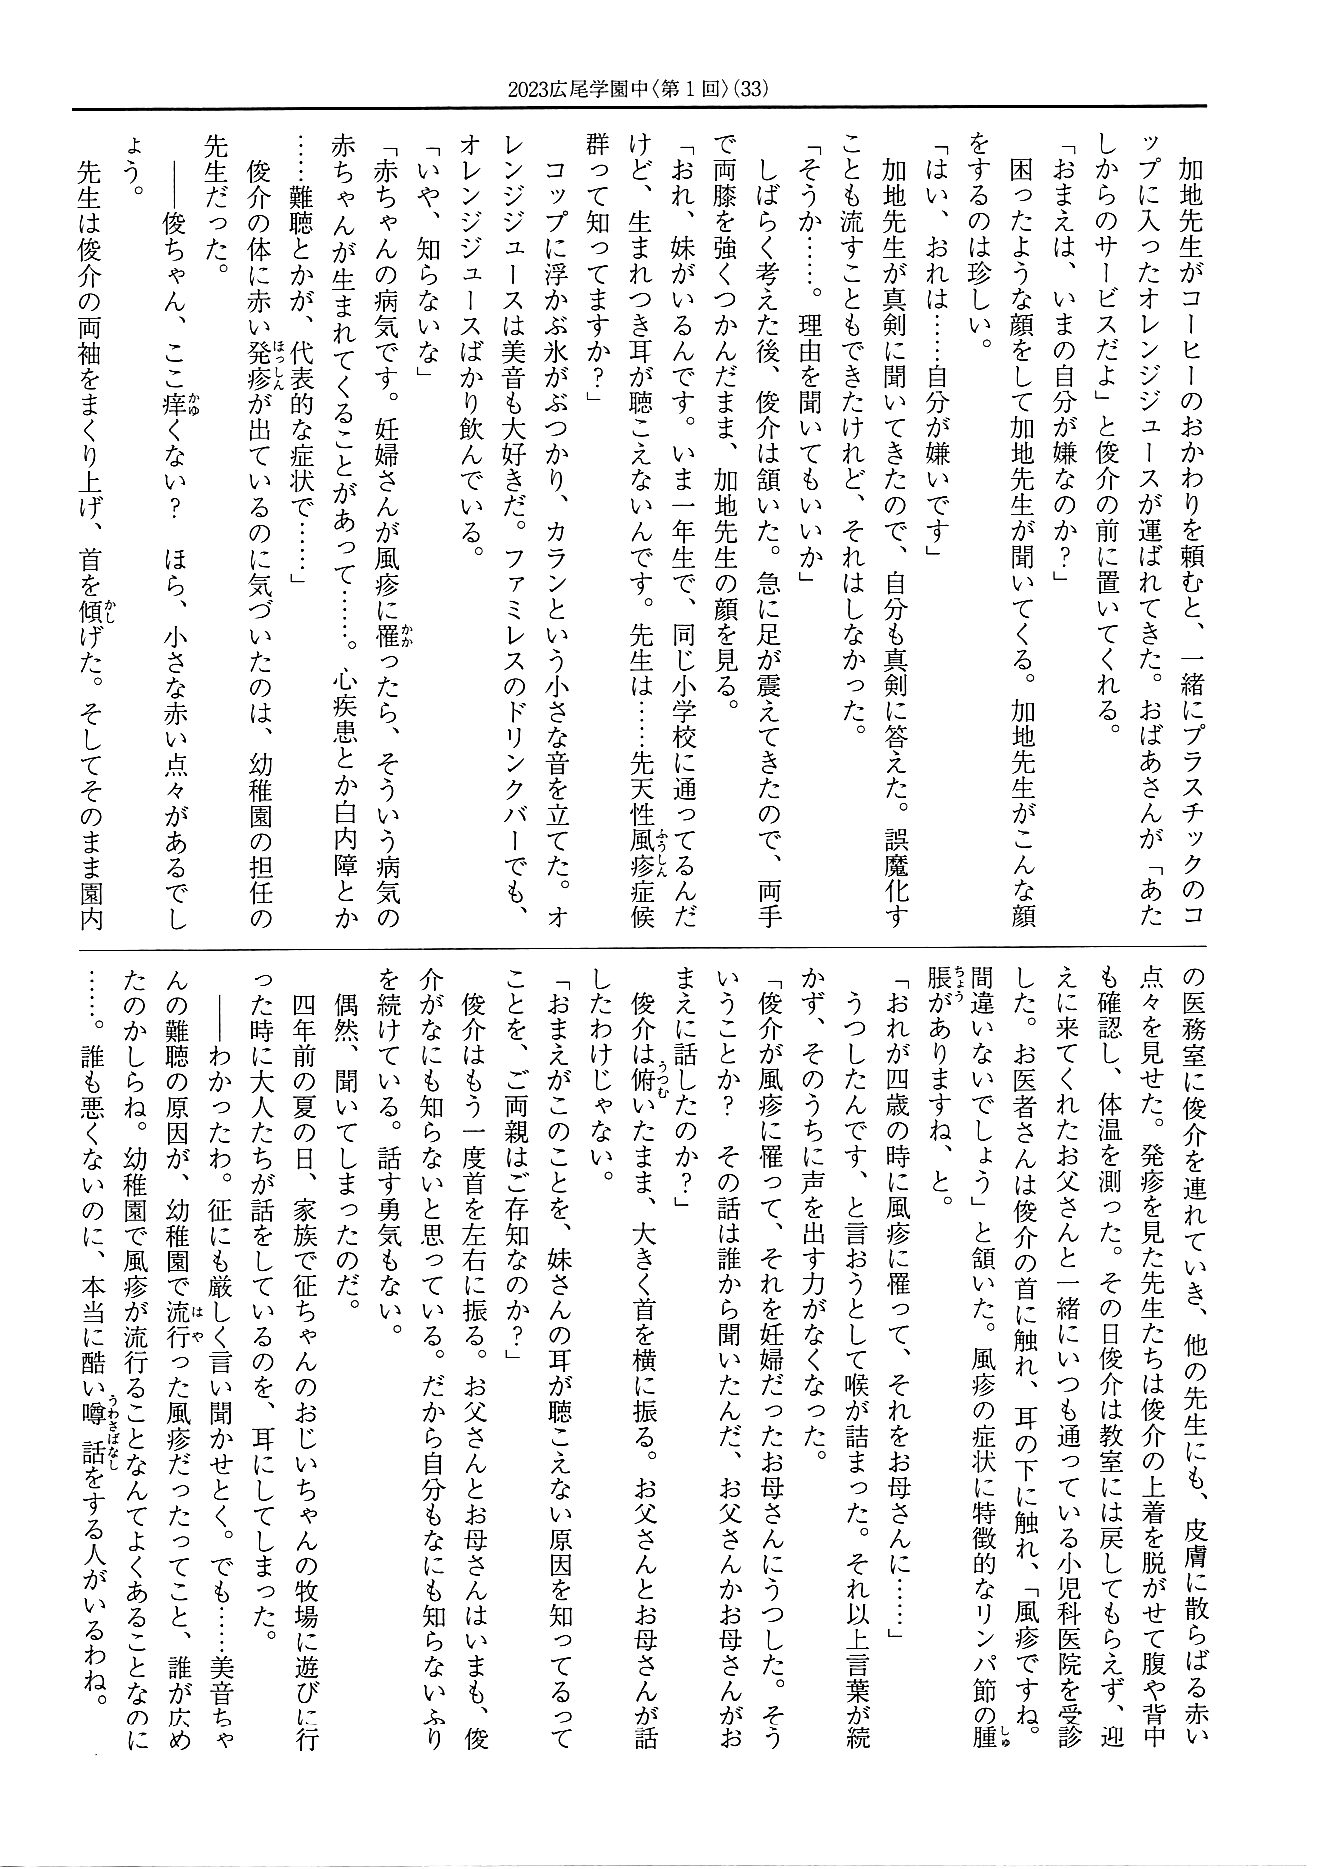 2023広尾学園中〈第1回〉(33)
　加地先生がコーヒーのおかわりを頼むと、一緒にプラスチックのコ
ップに入ったオレンジジュースが運ばれてきた。おばあさんが「あた
しからのサービスだよ」と俊介の前に置いてくれる。
「おまえは、いまの自分が嫌なのか？」
　困ったような顔をして加地先生が聞いてくる。加地先生がこんな顔
をするのは珍しい。
「はい、おれは……自分が嫌いです」
　加地先生が真剣に聞いてきたので、自分も真剣に答えた。誤魔化す
ことも流すこともできたけれど、それはしなかった。
「そうか……。理由を聞いてもいいか」
　しばらく考えた後、俊介は頷いた。急に足が震えてきたので、両手
で両膝を強くつかんだまま、加地先生の顔を見る。
「おれ、妹がいるんです。いま一年生で、同じ小学校に通ってるんだ
けど、生まれつき耳が聴こえないんです。先生は……先天性風疹症候
群って知ってますか？」
　コップに浮かぶ氷がぶつかり、カランという小さな音を立てた。オ
レンジジュースは美音も大好きだ。ファミレスのドリンクバーでも、
オレンジジュースばかり飲んでいる。
「いや、知らないな」
「赤ちゃんの病気です。妊婦さんが風疹に罹ったら、そういう病気の
赤ちゃんが生まれてくることがあって……。心疾患とか白内障とか
……難聴とかが、代表的な症状で……」
　俊介の体に赤い発疹が出ているのに気づいたのは、幼稚園の担任の
先生だった。
　――俊ちゃん、ここ痒くない？　ほら、小さな赤い点々があるでし
ょう。
　先生は俊介の両袖をまくり上げ、首を傾げた。そしてそのまま園内
の医務室に俊介を連れていき、他の先生にも、皮膚に散らばる赤い
点々を見せた。発疹を見た先生たちは俊介の上着を脱がせて腹や背中
も確認し、体温を測った。その日俊介は教室には戻してもらえず、迎
えに来てくれたお父さんと一緒にいつも通っている小児科医院を受診
した。お医者さんは俊介の首に触れ、耳の下に触れ、「風疹ですね。
間違いないでしょう」と頷いた。風疹の症状に特徴的なリンパ節の腫
脹がありますね、と。
「おれが四歳の時に風疹に罹って、それをお母さんに……」
　うつしたんです、と言おうとして喉が詰まった。それ以上言葉が続
かず、そのうちに声を出す力がなくなった。
「俊介が風疹に罹って、それを妊婦だったお母さんにうつした。そう
いうことか？　その話は誰から聞いたんだ、お父さんかお母さんがお
まえに話したのか？」
　俊介は俯いたまま、大きく首を横に振る。お父さんとお母さんが話
したわけじゃない。
「おまえがこのことを、妹さんの耳が聴こえない原因を知ってるって
ことを、ご両親はご存知なのか？」
　俊介はもう一度首を左右に振る。お父さんとお母さんはいまも、俊
介がなにも知らないと思っている。だから自分もなにも知らないふり
を続けている。話す勇気もない。
　偶然、聞いてしまったのだ。
　四年前の夏の日、家族で征ちゃんのおじいちゃんの牧場に遊びに行
った時に大人たちが話をしているのを、耳にしてしまった。
　――わかったわ。征にも厳しく言い聞かせとく。でも……美音ちゃ
んの難聴の原因が、幼稚園で流行った風疹だったってこと、誰が広め
たのかしらね。幼稚園で風疹が流行ることなんてよくあることなのに
……。誰も悪くないのに、本当に酷い噂話をする人がいるわね。